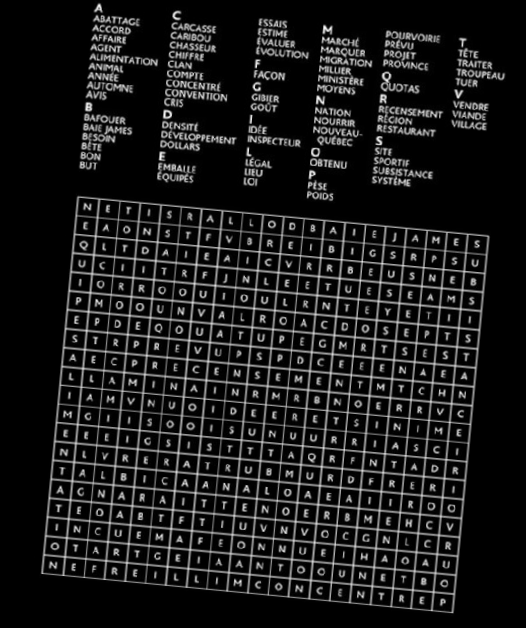 A
ABATTAGE
ACCORD
AFFAIRE
AGENT
ALIMENTATION
ANIMAL
ANNÉE
AUTOMNE
AVIS
B
BAFOUER
BAIE JAMES
BESOIN
BÊTE
BON
BUT
C
CARCASSE
CARIBOU
CHASSEUR
CHIFFRE
CLAN
COMPTE
CONCENTRÉ
CONVENTION
CRIS
D
DENSITÉ
DÉVELOPPEMENT
DOLLARS
E
EMBALLE
ÉQUIPÉS
ESSAIS
ESTIME
ÉVALUER
ÉVOLUTION
F
FAÇON
G
GIBIER
GOÛT
I
IDÉE
INSPECTEUR
L
LÉGAL
LIEU
LOI
M
MARCHÉ
MARQUER
MIGRATION
MILLIER
MINISTÈRE
MOYENS
N
NATION
NOURRIR
NOUVEAU-
QUÉBEC
O
OBTENU
P
PÈSE
POIDS
POURVOIRIE
PRÉVU
PROJET
PROVINCE
Q
QUOTAS
R
RECENSEMENT
RÉGION
RESTAURANT
S
SITE
SPORTIF
SUBSISTANCE
SYSTÈME
T
TÊTE
TRAITER
TROUPEAU
TUER
V
VENDRE
VIANDE
VILLAGE
N E T I S R A L L O D B A I E J A M E S
E A O N S T F V B R E I B I G S R P S U
Q L T D A I E A I C V R R B E U S N E B
U C I I T R F J N L E E T U E S E A M S
I O R R O O U I O U L R N T E Y E T I I
P M O O U N V A L R O A C D O S E P T S
E P D E Q O U A T U P E G M R T S E S T
S T R P R E V U P S P D C E E E N A E A
A E C P R E C E N S E M E N T M T C H N
L L A M I N A I N R M R B N O E R R V C
I A M V N U O I D E E R E T S I N I M E
M G I I S O O I S U N U U R R I A S C I
E E E I G S I S T T T A Q R F N T A D R
N L V R E R A T R U B M U R D F R E R I
T A L B I C A A N A L O A E A I I R O O
A G N A R A I T T E N O E R B M E H C V
T E O A B T F T I U V N V O C G N L C R
I N C U E M A F E O N N U E I H A O A U
O T A R T G E I A A N T O O U N E T B O
N E F R E I L L I M C O N C E N T R E P